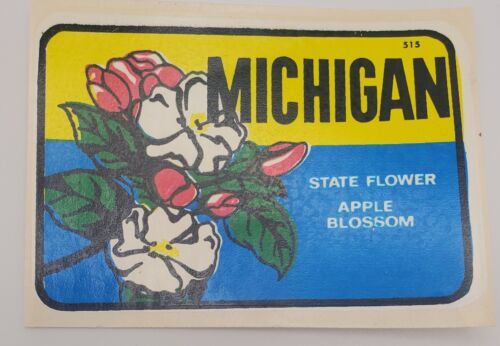 515
MICHIGAN
STATE FLOWER
APPLE
BLOSSOM